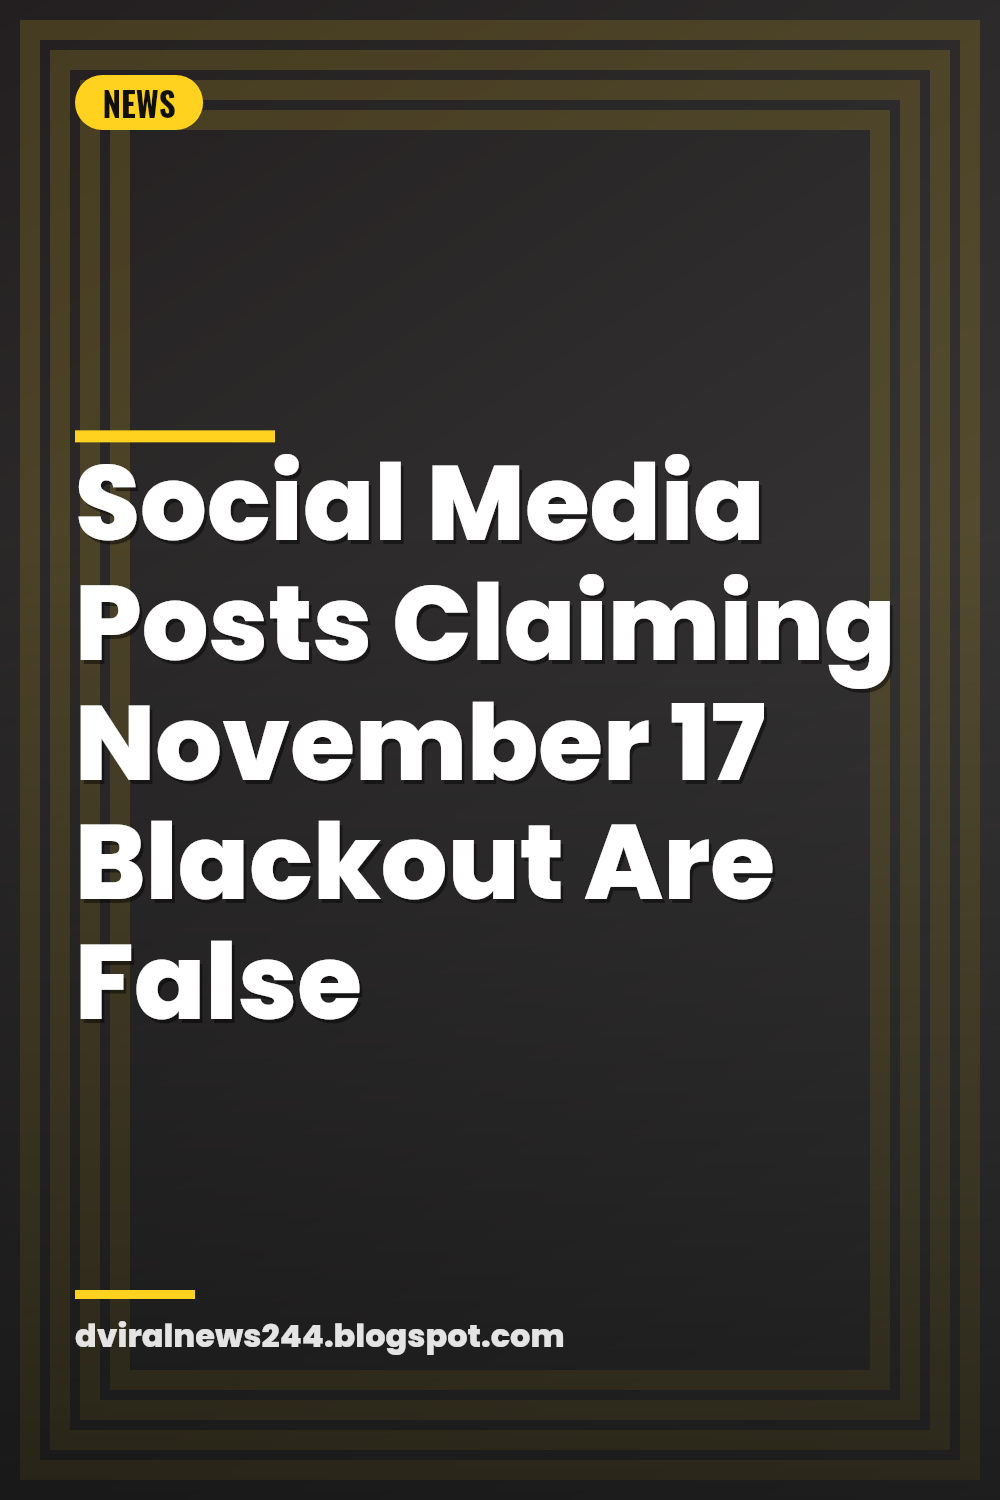 NEWS
Social Media
Posts Claiming
November 17
Blackout Are
False
dviralnews244.blogspot.com